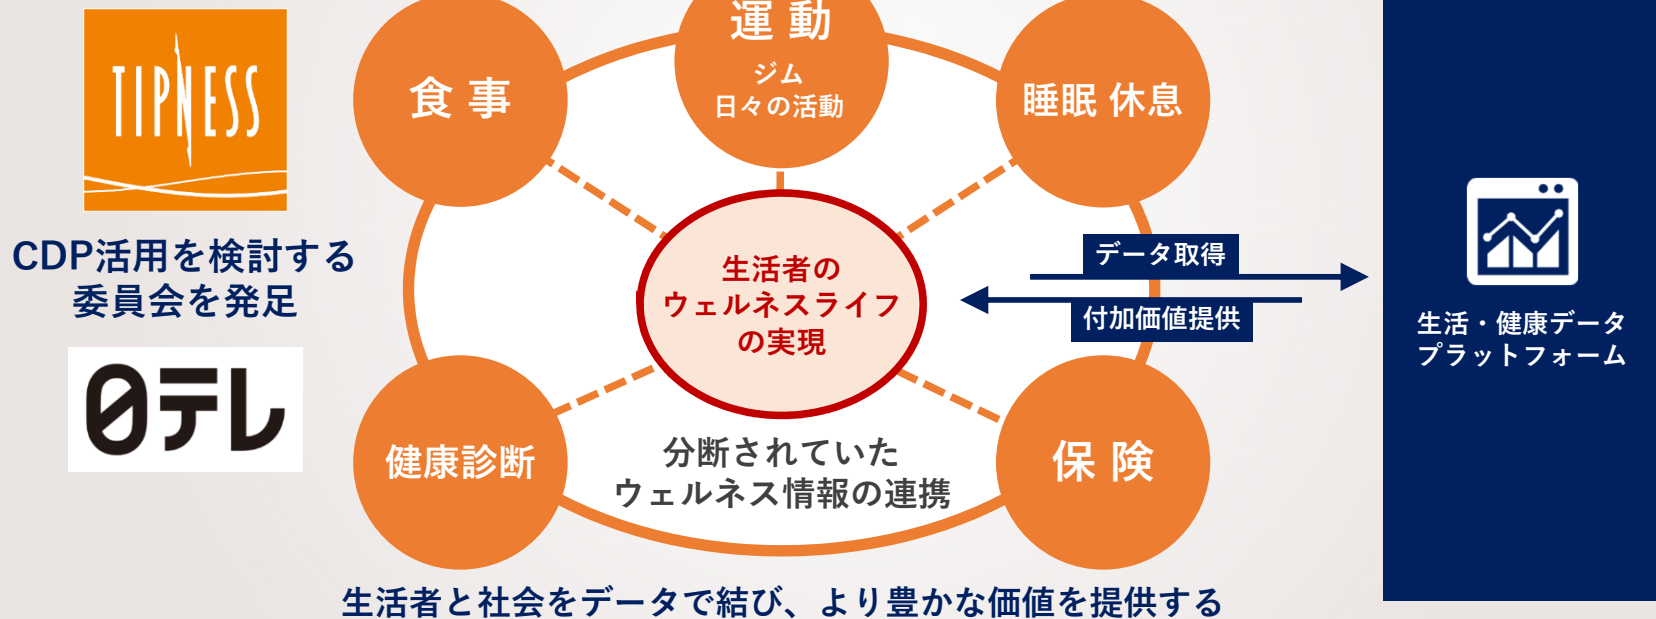 TIPNESS
CDP活用を検討する
委員会を発足
日テレ
食 事
運 動
ジム
日々の活動
睡眠 休息
生活者の
ウェルネスライフ
の実現
データ取得
付加価値提供
健康診断
分断されていた
ウェルネス情報の連携
保 険
生活者と社会をデータで結び、より豊かな価値を提供する
生活・健康データ
プラットフォーム